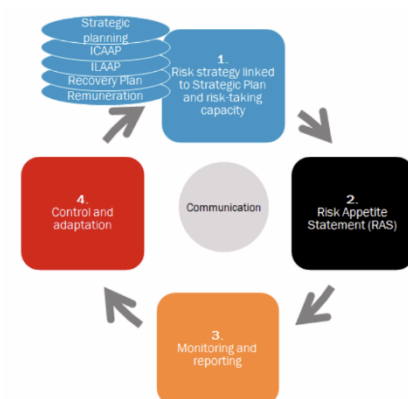 Strategic
planning
ICAAP
ILAAP
Recovery Plan
Remuneration
1.
Risk strategy linked
to Strategic Plan
and risk-taking
capacity
4.
Control and
adaptation
Communication
2.
Risk Appetite
Statement (RAS)
3.
Monitoring and
reporting